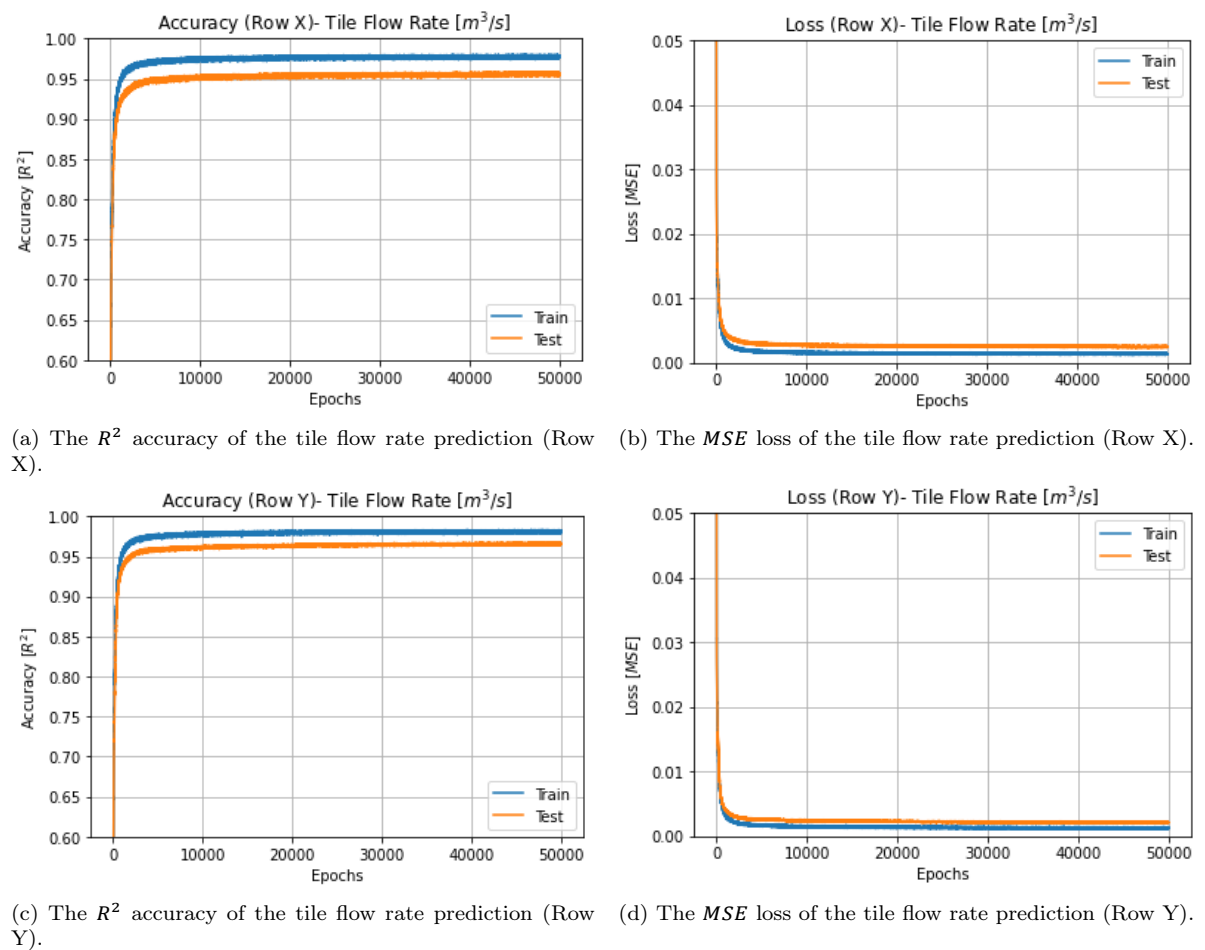 Accuracy (Row X)- Tile Flow Rate [$m^3/s$]
1.00
0.95
0.90
0.85
0.80
0.75
0.70
0.65
0.60
Accuracy [$R^2$]
Train
Test
0 10000 20000 30000 40000 50000
Epochs
Loss (Row X)- Tile Flow Rate [$m^3/s$]
0.05
0.04
0.03
0.02
0.01
0.00
Loss [MSE]
Train
Test
0 10000 20000 30000 40000 50000
Epochs
(a) The $R^2$ accuracy of the tile flow rate prediction (Row
X).
(b) The MSE loss of the tile flow rate prediction (Row X).
Accuracy (Row Y)- Tile Flow Rate [$m^3/s$]
1.00
0.95
0.90
0.85
0.80
0.75
0.70
0.65
0.60
Accuracy [$R^2$]
Train
Test
0 10000 20000 30000 40000 50000
Epochs
Loss (Row Y)- Tile Flow Rate [$m^3/s$]
0.05
0.04
0.03
0.02
0.01
0.00
Loss [MSE]
Train
Test
0 10000 20000 30000 40000 50000
Epochs
(c) The $R^2$ accuracy of the tile flow rate prediction (Row
Y).
(d) The MSE loss of the tile flow rate prediction (Row Y).